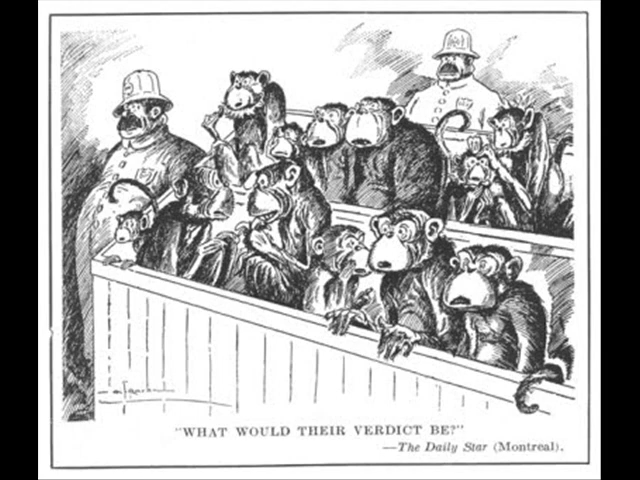 "WHAT WOULD THEIR VERDICT BE?"
—The Daily Star (Montreal).